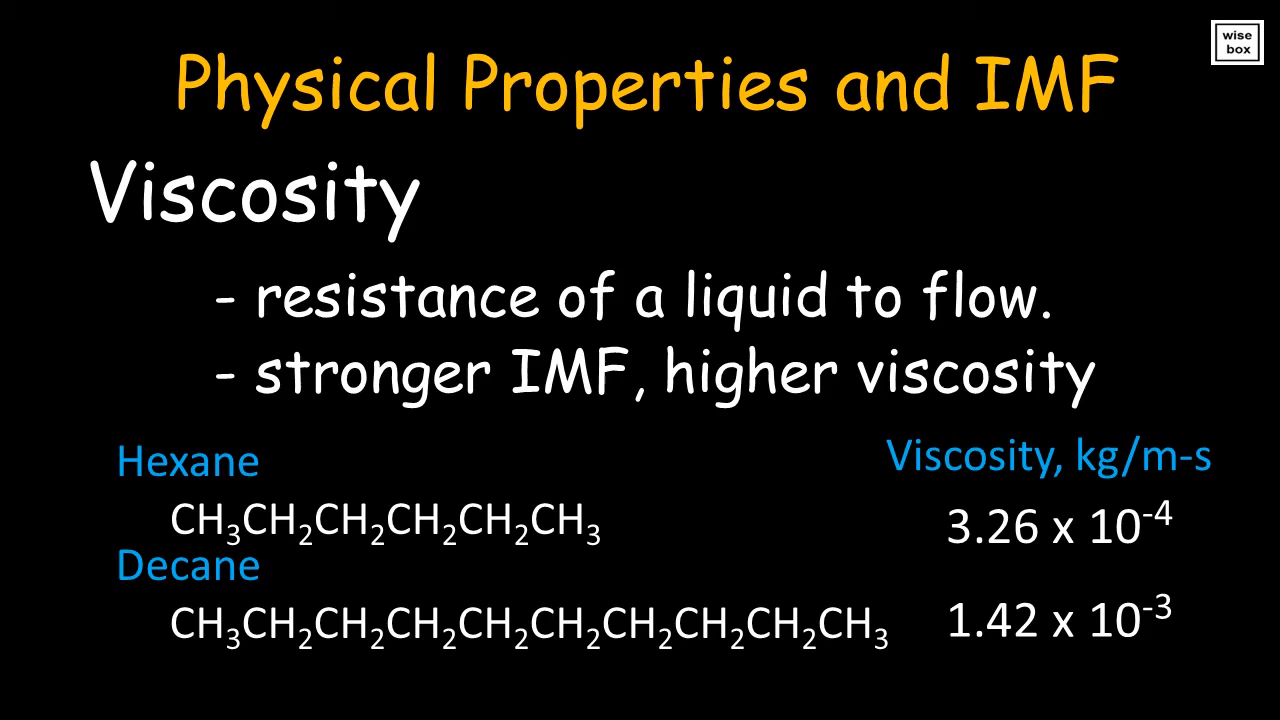 wise
box
Physical Properties and IMF
Viscosity
- resistance of a liquid to flow.
- stronger IMF, higher viscosity
Hexane
Viscosity, kg/m-s
CH₃CH₂CH₂CH₂CH₂CH₃
3.26 x 10⁻⁴
Decane
CH₃CH₂CH₂CH₂CH₂CH₂CH₂CH₂CH₂CH₃
1.42 x 10⁻³